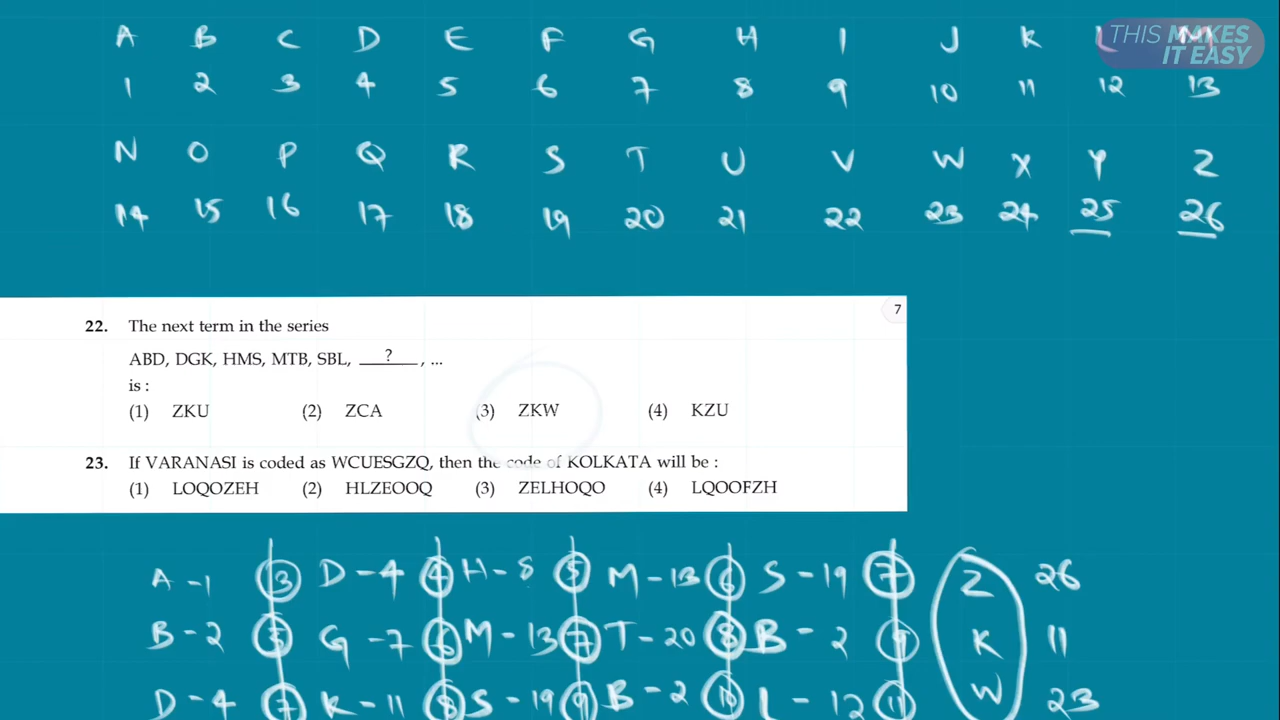 THIS MAKES
IT EASY
A B C D E F G H I J K L M
1 2 3 4 5 6 7 8 9 10 11 12 13
N O P Q R S T U V W X Y Z
14 15 16 17 18 19 20 21 22 23 24 25 26
7
22. The next term in the series
ABD, DGK, HMS, MTB, SBL, ___?___, ...
is :
(1) ZKU (2) ZCA (3) ZKW (4) KZU
23. If VARANASI is coded as WCUESGZQ, then the code of KOLKATA will be :
(1) LOQOZEH (2) HLZEOOQ (3) ZELHOQO (4) LQOOFZH
A - 1 3 D - 4 4 H - 8 5 M - 13 6 S - 19 7 Z 26
B - 2 5 G - 7 6 M - 13 7 T - 20 8 B - 2 9 K 11
D - 4 7 K - 11 8 S - 19 9 B - 2 10 L - 12 11 W 23